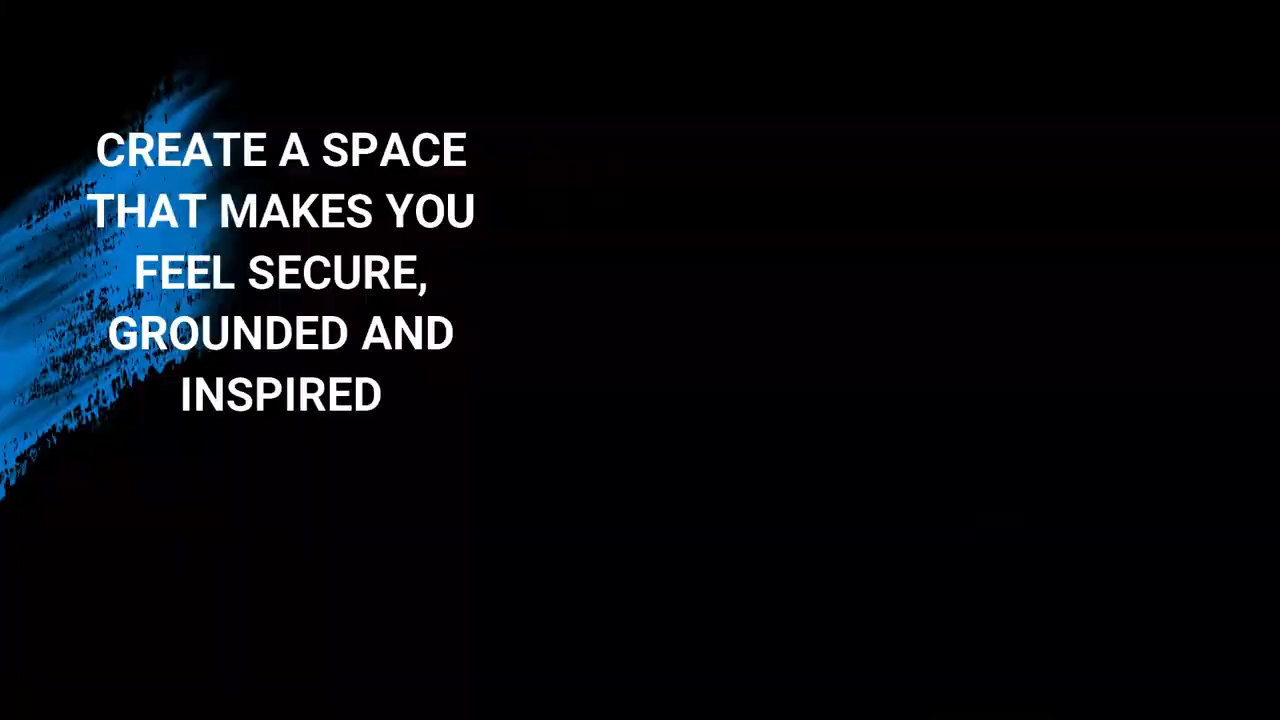 CREATE A SPACE
THAT MAKES YOU
FEEL SECURE,
GROUNDED AND
INSPIRED